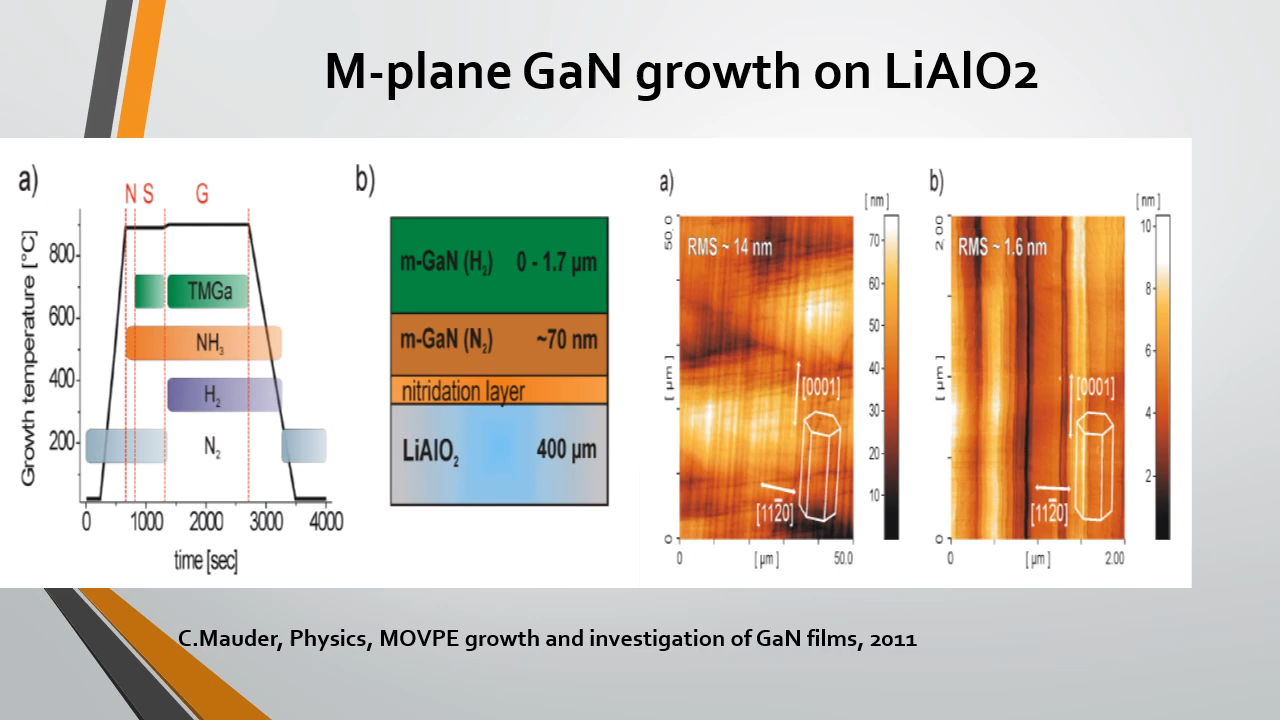 M-plane GaN growth on LiAlO2
a)
N S G
Growth temperature [°C]
800
600
400
200
TMGa
NH₃
H₂
N₂
0 1000 2000 3000 4000
time [sec]
b)
m-GaN (H₂) 0 - 1.7 µm
m-GaN (N₂) ~70 nm
nitridation layer
LiAlO₂ 400 µm
a)
[ nm ]
RMS ~ 14 nm
50.0
[ µm ]
0
[0001]
[112̄0]
70
60
50
40
30
20
10
0 [ µm ] 50.0
b)
[ nm ]
RMS ~ 1.6 nm
2.00
[ µm ]
0
[0001]
[112̄0]
10
8
6
4
2
0 [ µm ] 2.00
C.Mauder, Physics, MOVPE growth and investigation of GaN films, 2011